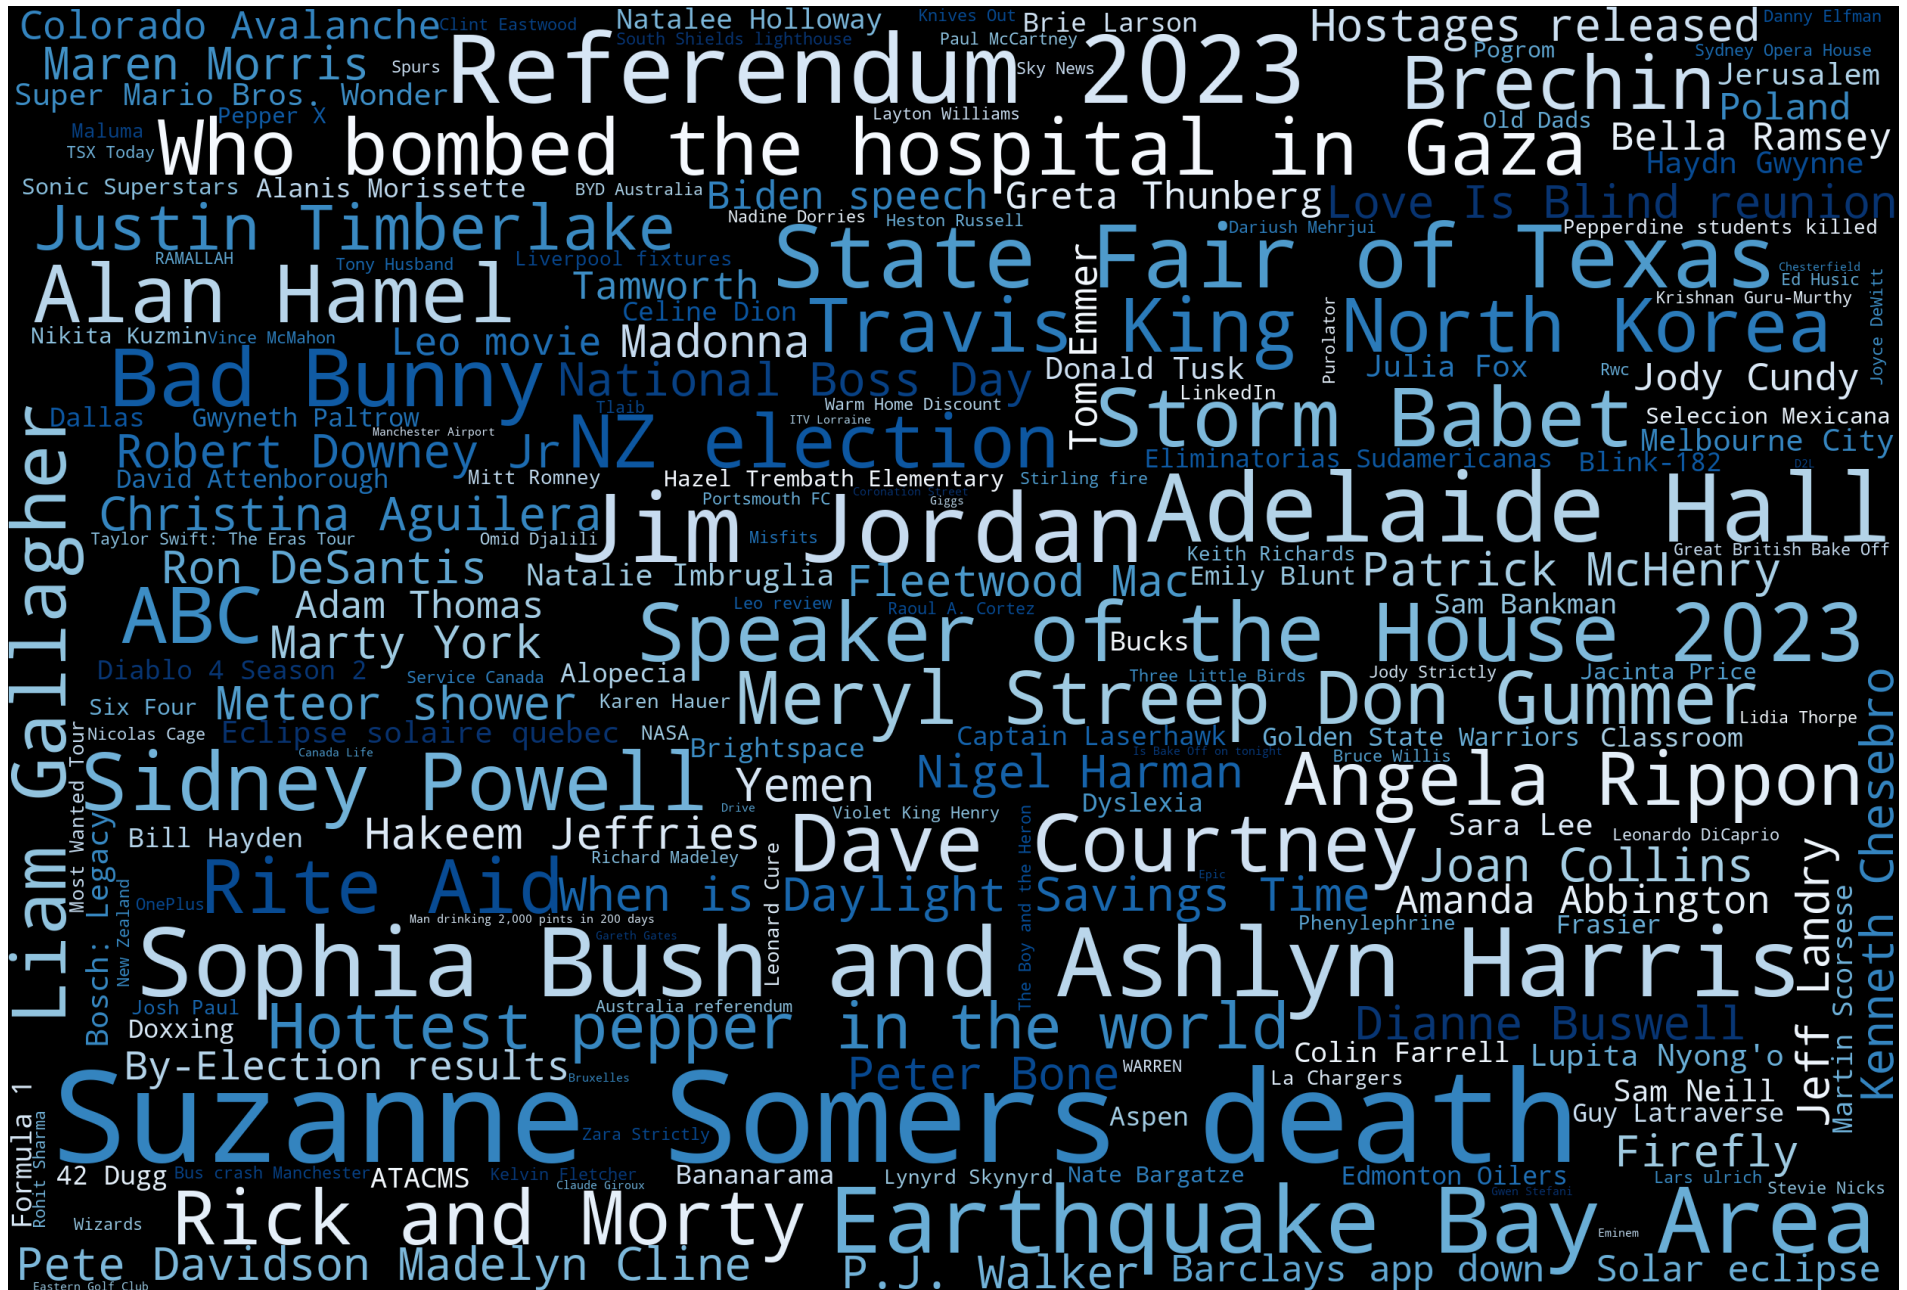 Colorado Avalanche
Clint Eastwood
Natalee Holloway
Knives Out
Brie Larson
Hostages released
Danny Elfman
South Shields lighthouse
Paul McCartney
Pogrom
Sydney Opera House
Maren Morris
Spurs
Referendum 2023
Sky News
Brechin
Jerusalem
Super Mario Bros. Wonder
Pepper X
Layton Williams
Old Dads
Poland
Maluma
TSX Today
Who bombed the hospital in Gaza
Bella Ramsey
Haydn Gwynne
Sonic Superstars
Alanis Morissette
BYD Australia
Biden speech
Greta Thunberg
Love Is Blind reunion
Justin Timberlake
Nadine Dorries
Heston Russell
Dariush Mehrjui
Pepperdine students killed
RAMALLAH
Tony Husband
Liverpool fixtures
State Fair of Texas
Chesterfield
Ed Husic
Alan Hamel
Tamworth
Tom Emmer
Krishnan Guru-Murthy
Joyce DeWitt
Celine Dion
Travis King North Korea
Purolator
Nikita Kuzmin
Vince McMahon
Leo movie
Madonna
Donald Tusk
Julia Fox
Rwc
Jody Cundy
Bad Bunny
National Boss Day
LinkedIn
Dallas
Gwyneth Paltrow
Tlaib
Warm Home Discount
Storm Babet
Seleccion Mexicana
Manchester Airport
ITV Lorraine
Robert Downey Jr
NZ election
Melbourne City
David Attenborough
Mitt Romney
Hazel Trembath Elementary
Stirling fire
Eliminatorias Sudamericanas
Blink-182
D2L
Liam Gallagher
Christina Aguilera
Portsmouth FC
Coronation Street
Giggs
Jim Jordan
Adelaide Hall
Taylor Swift: The Eras Tour
Omid Djalili
Misfits
Keith Richards
Great British Bake Off
Ron DeSantis
Natalie Imbruglia
Fleetwood Mac
Emily Blunt
Patrick McHenry
ABC
Adam Thomas
Leo review
Raoul A. Cortez
Sam Bankman
Marty York
Speaker of the House 2023
Bucks
Diablo 4 Season 2
Service Canada
Alopecia
Three Little Birds
Jody Strictly
Jacinta Price
Kenneth Chesebro
Six Four
Meteor shower
Karen Hauer
Meryl Streep Don Gummer
Lidia Thorpe
Most Wanted Tour
Nicolas Cage
Eclipse solaire quebec
NASA
Brightspace
Captain Laserhawk
Golden State Warriors
Classroom
Canada Life
Is Bake Off on tonight
Bruce Willis
Sidney Powell
Yemen
Nigel Harman
Angela Rippon
Drive
Violet King Henry
Dyslexia
Bosch: Legacy
Bill Hayden
Hakeem Jeffries
Dave Courtney
Sara Lee
Leonardo DiCaprio
Richard Madeley
Leonard Cure
The Boy and the Heron
Joan Collins
Jeff Landry
Rite Aid
When is Daylight Savings Time
Epic
Amanda Abbington
Martin Scorsese
OnePlus
New Zealand
Man drinking 2,000 pints in 200 days
Phenylephrine
Frasier
Gareth Gates
Sophia Bush and Ashlyn Harris
Josh Paul
Australia referendum
Doxxing
Hottest pepper in the world
Dianne Buswell
By-Election results
Peter Bone
WARREN
Colin Farrell
Lupita Nyong'o
Bruxelles
La Chargers
Sam Neill
Formula 1
Suzanne Somers death
Aspen
Guy Latraverse
Rohit Sharma
Zara Strictly
Firefly
42 Dugg
Bus crash Manchester
ATACMS
Kelvin Fletcher
Claude Giroux
Bananarama
Lynyrd Skynyrd
Nate Bargatze
Edmonton Oilers
Lars ulrich
Gwen Stefani
Stevie Nicks
Wizards
Rick and Morty
Earthquake Bay Area
Eminem
Pete Davidson Madelyn Cline
P.J. Walker
Barclays app down
Solar eclipse
Eastern Golf Club